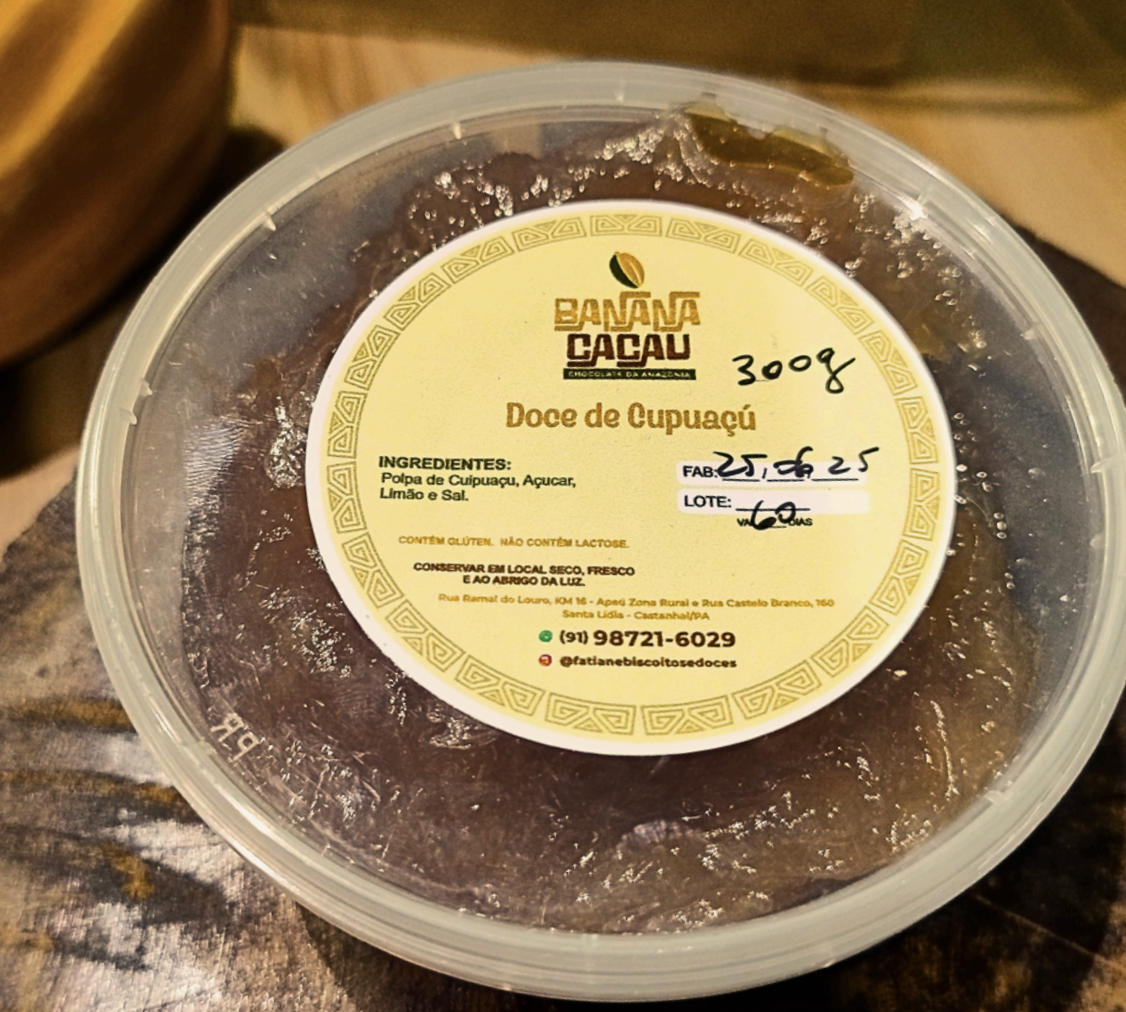 BANANA
CACAU
CHOCOLATE DA AMAZÔNIA
300g
Doce de Cupuaçú
INGREDIENTES:
Polpa de Cuipuaçu, Açucar,
Limão e Sal.
FAB: 25, 06, 25
LOTE:
60 DIAS
CONTÉM GLÚTEN. NÃO CONTÉM LACTOSE.
CONSERVAR EM LOCAL SECO, FRESCO
E AO ABRIGO DA LUZ.
Rua Ramal do Louro, KM 16 - Apeú Zona Rural e Rua Castelo Branco, 160
Santa Lídia - Castanhal/PA
(91) 98721-6029
@fatianebiscoitosedoces